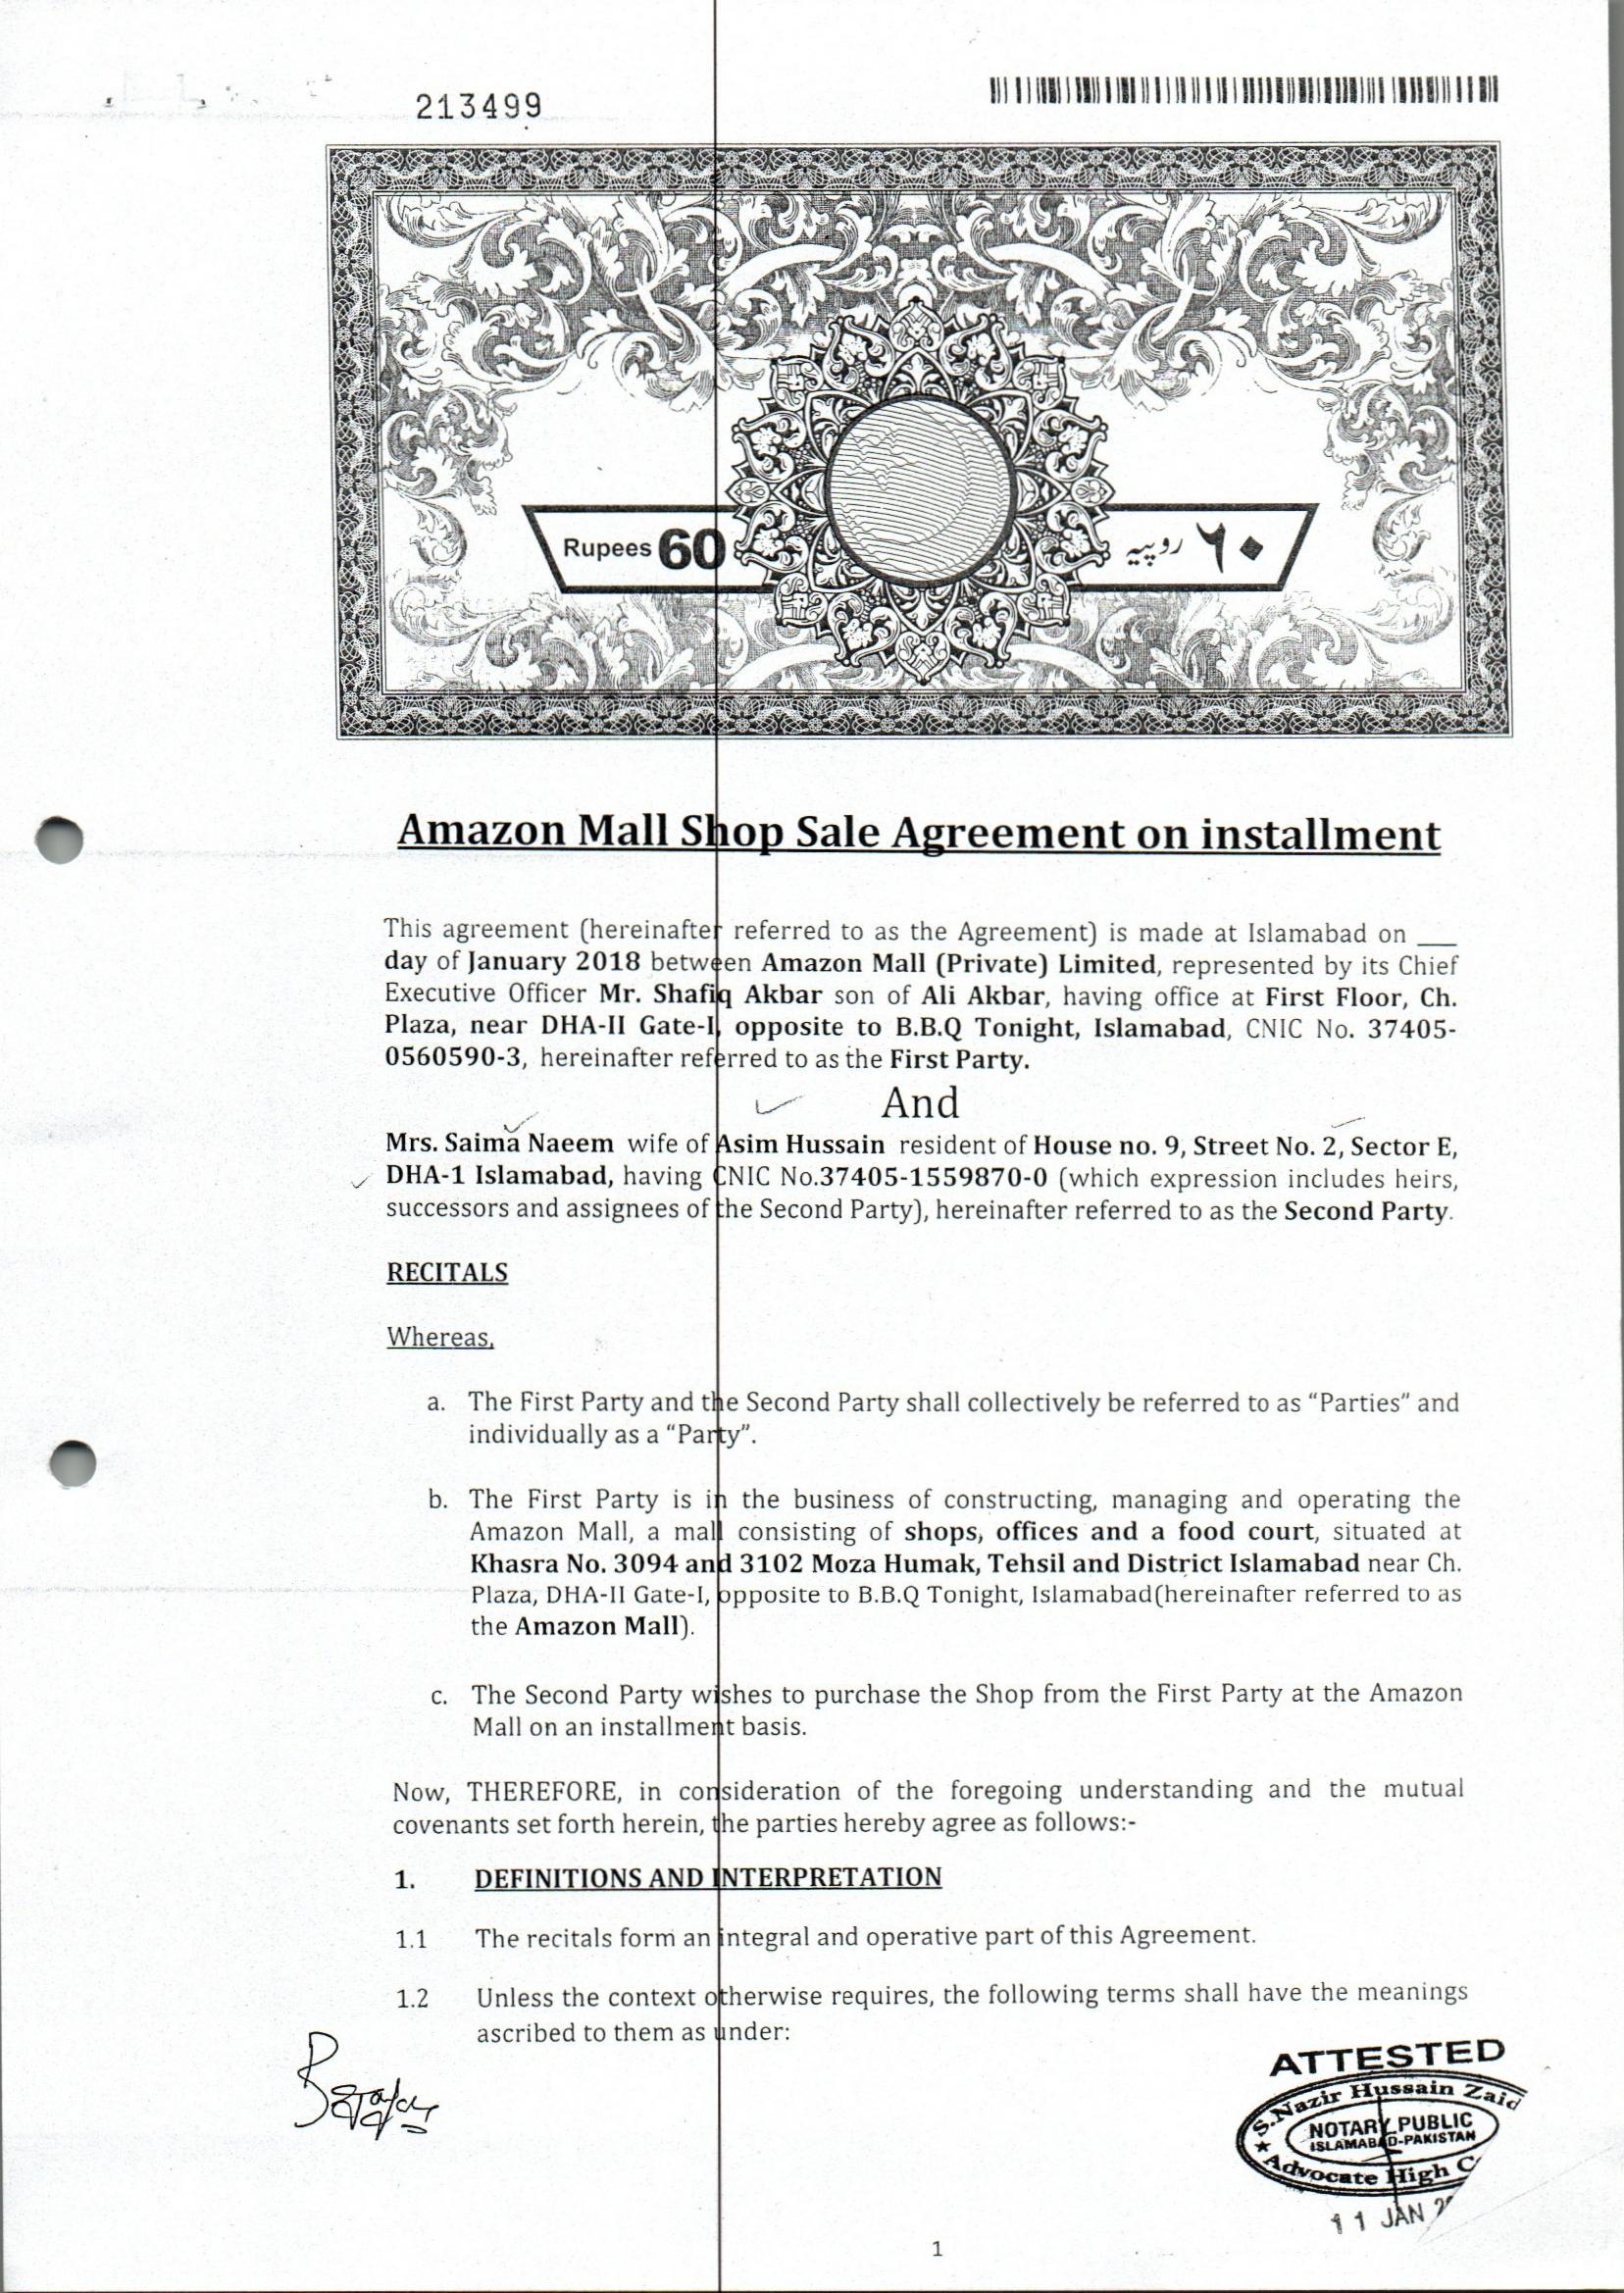 213499
Rupees 60
۶۰ روپیہ
Amazon Mall Shop Sale Agreement on installment
This agreement (hereinafter referred to as the Agreement) is made at Islamabad on ___
day of January 2018 between Amazon Mall (Private) Limited, represented by its Chief
Executive Officer Mr. Shafiq Akbar son of Ali Akbar, having office at First Floor, Ch.
Plaza, near DHA-II Gate-I, opposite to B.B.Q Tonight, Islamabad, CNIC No. 37405-
0560590-3, hereinafter referred to as the First Party.
And
Mrs. Saima Naeem wife of Asim Hussain resident of House no. 9, Street No. 2, Sector E,
DHA-1 Islamabad, having CNIC No.37405-1559870-0 (which expression includes heirs,
successors and assignees of the Second Party), hereinafter referred to as the Second Party.
RECITALS
Whereas,
a. The First Party and the Second Party shall collectively be referred to as “Parties” and
individually as a “Party”.
b. The First Party is in the business of constructing, managing and operating the
Amazon Mall, a mall consisting of shops, offices and a food court, situated at
Khasra No. 3094 and 3102 Moza Humak, Tehsil and District Islamabad near Ch.
Plaza, DHA-II Gate-I, opposite to B.B.Q Tonight, Islamabad(hereinafter referred to as
the Amazon Mall).
c. The Second Party wishes to purchase the Shop from the First Party at the Amazon
Mall on an installment basis.
Now, THEREFORE, in consideration of the foregoing understanding and the mutual
covenants set forth herein, the parties hereby agree as follows:-
1. DEFINITIONS AND INTERPRETATION
1.1 The recitals form an integral and operative part of this Agreement.
1.2 Unless the context otherwise requires, the following terms shall have the meanings
ascribed to them as under:
ATTESTED
S.Nazir Hussain Zaid
NOTARY PUBLIC
ISLAMABAD-PAKISTAN
Advocate High
11 JAN
1